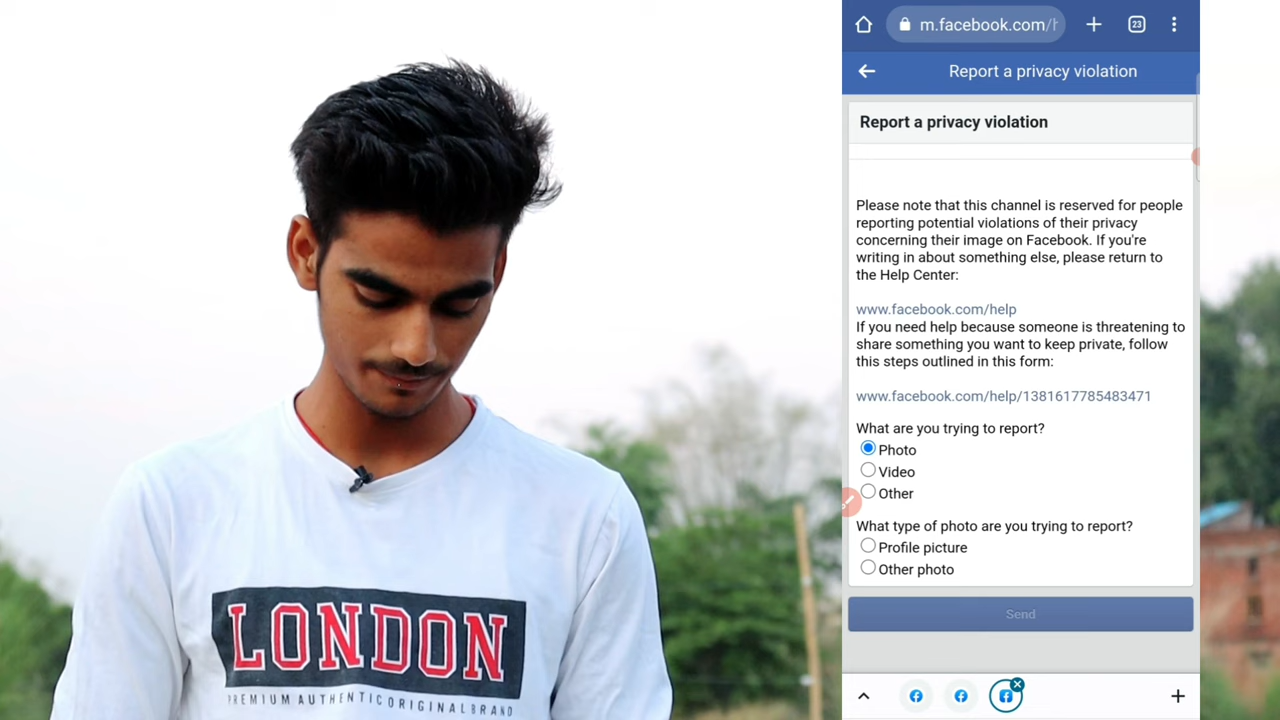 m.facebook.com/h
23
Report a privacy violation
Report a privacy violation
Please note that this channel is reserved for people
reporting potential violations of their privacy
concerning their image on Facebook. If you're
writing in about something else, please return to
the Help Center:
www.facebook.com/help
If you need help because someone is threatening to
share something you want to keep private, follow
this steps outlined in this form:
www.facebook.com/help/1381617785483471
What are you trying to report?
Photo
Video
Other
What type of photo are you trying to report?
Profile picture
Other photo
Send
LONDON
PREMIUM AUTHENTIC ORIGINAL BRAND